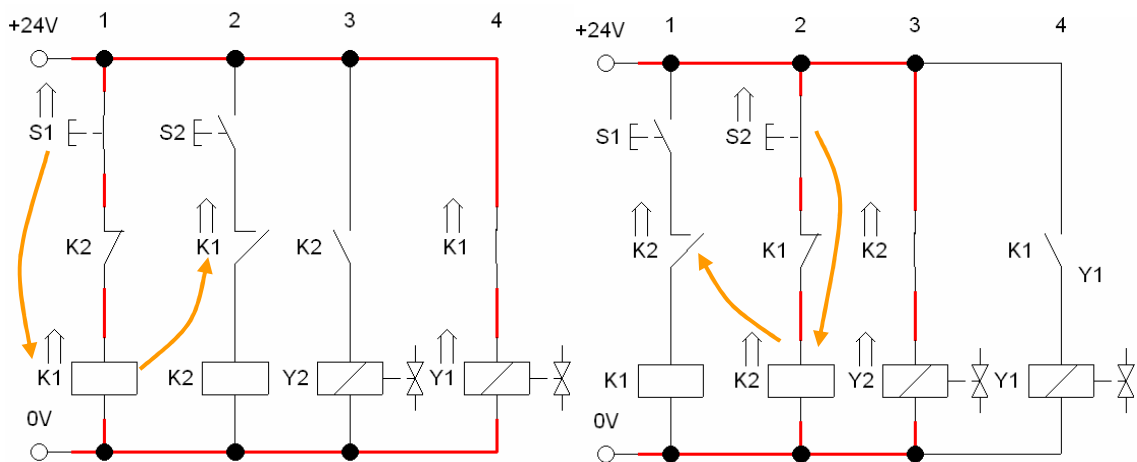 +24V 1 2 3 4
S1 S2
K2 K1 K2 K1
K1 K2 Y2 Y1
0V
+24V 1 2 3 4
S1 S2
K2 K1 K2 K1 Y1
K1 K2 Y2 Y1
0V